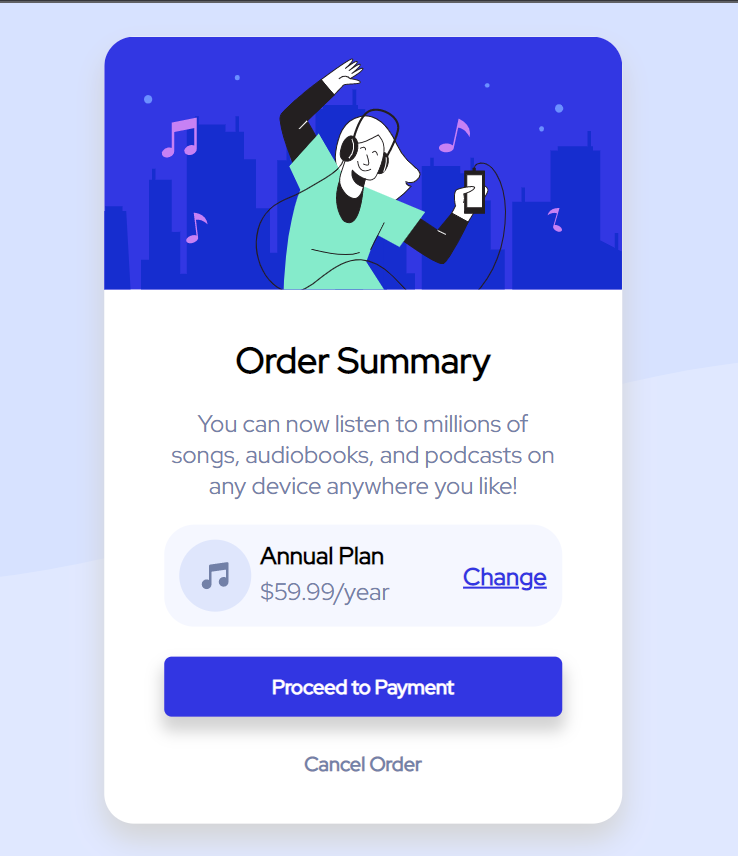 Order Summary
You can now listen to millions of
songs, audiobooks, and podcasts on
any device anywhere you like!
Annual Plan
$59.99/year
Change
Proceed to Payment
Cancel Order